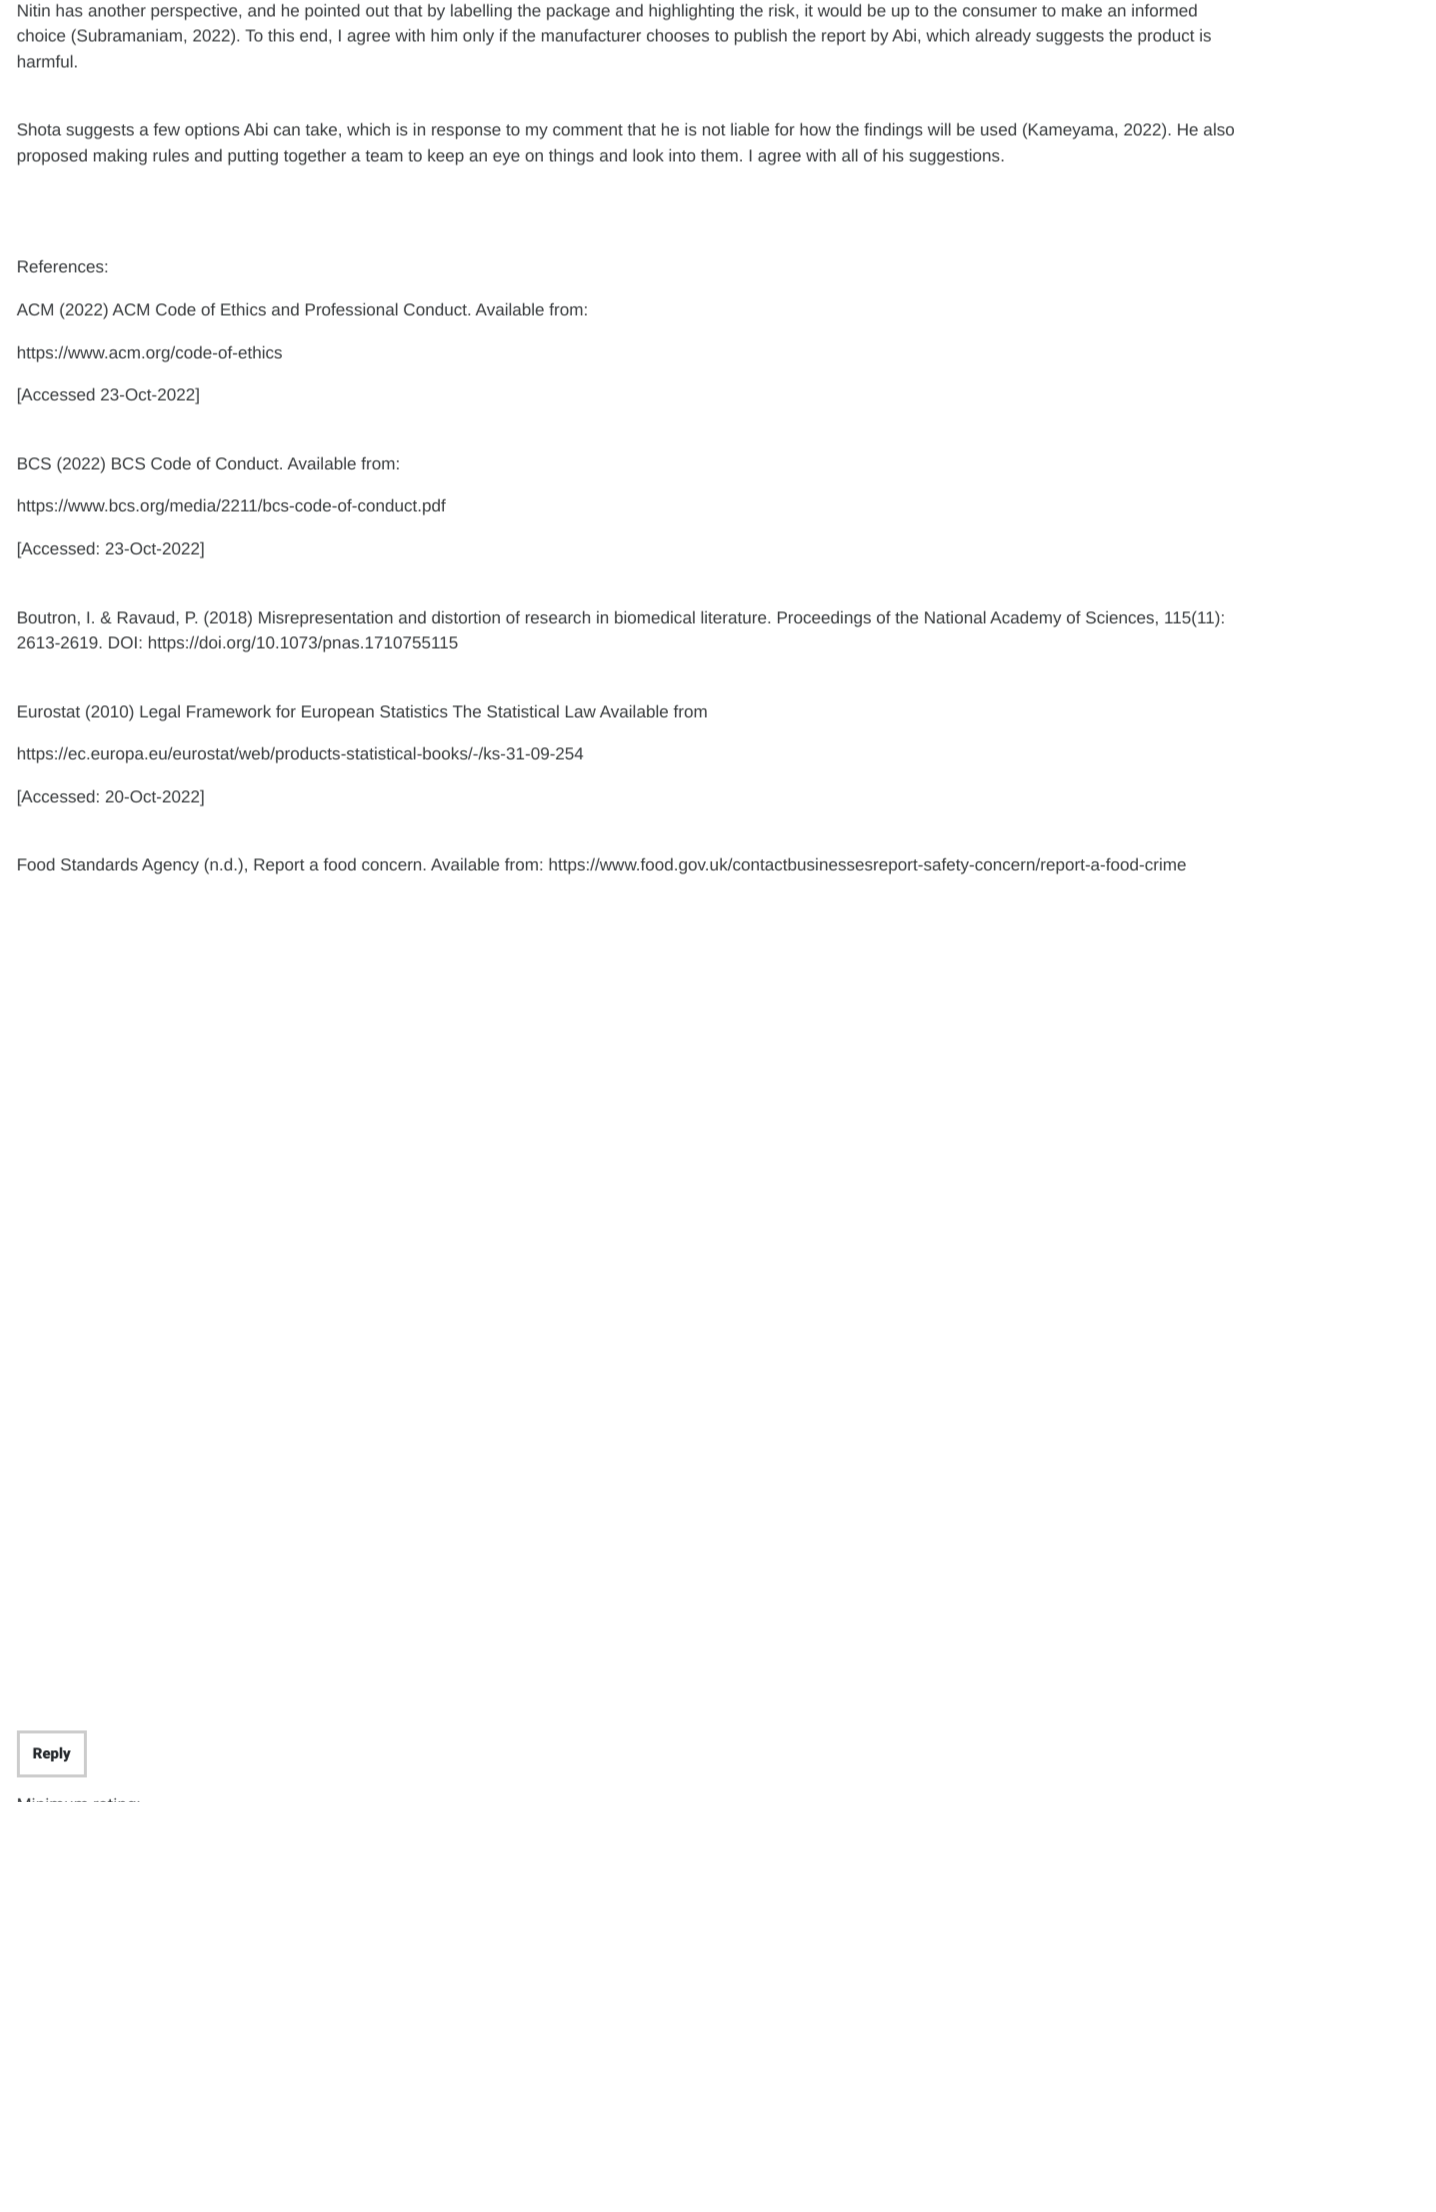 Nitin has another perspective, and he pointed out that by labelling the package and highlighting the risk, it would be up to the consumer to make an informed
choice (Subramaniam, 2022). To this end, I agree with him only if the manufacturer chooses to publish the report by Abi, which already suggests the product is
harmful.
Shota suggests a few options Abi can take, which is in response to my comment that he is not liable for how the findings will be used (Kameyama, 2022). He also
proposed making rules and putting together a team to keep an eye on things and look into them. I agree with all of his suggestions.
References:
ACM (2022) ACM Code of Ethics and Professional Conduct. Available from:
https://www.acm.org/code-of-ethics
[Accessed 23-Oct-2022]
BCS (2022) BCS Code of Conduct. Available from:
https://www.bcs.org/media/2211/bcs-code-of-conduct.pdf
[Accessed: 23-Oct-2022]
Boutron, I. & Ravaud, P. (2018) Misrepresentation and distortion of research in biomedical literature. Proceedings of the National Academy of Sciences, 115(11):
2613-2619. DOI: https://doi.org/10.1073/pnas.1710755115
Eurostat (2010) Legal Framework for European Statistics The Statistical Law Available from
https://ec.europa.eu/eurostat/web/products-statistical-books/-/ks-31-09-254
[Accessed: 20-Oct-2022]
Food Standards Agency (n.d.), Report a food concern. Available from: https://www.food.gov.uk/contactbusinessesreport-safety-concern/report-a-food-crime
Reply